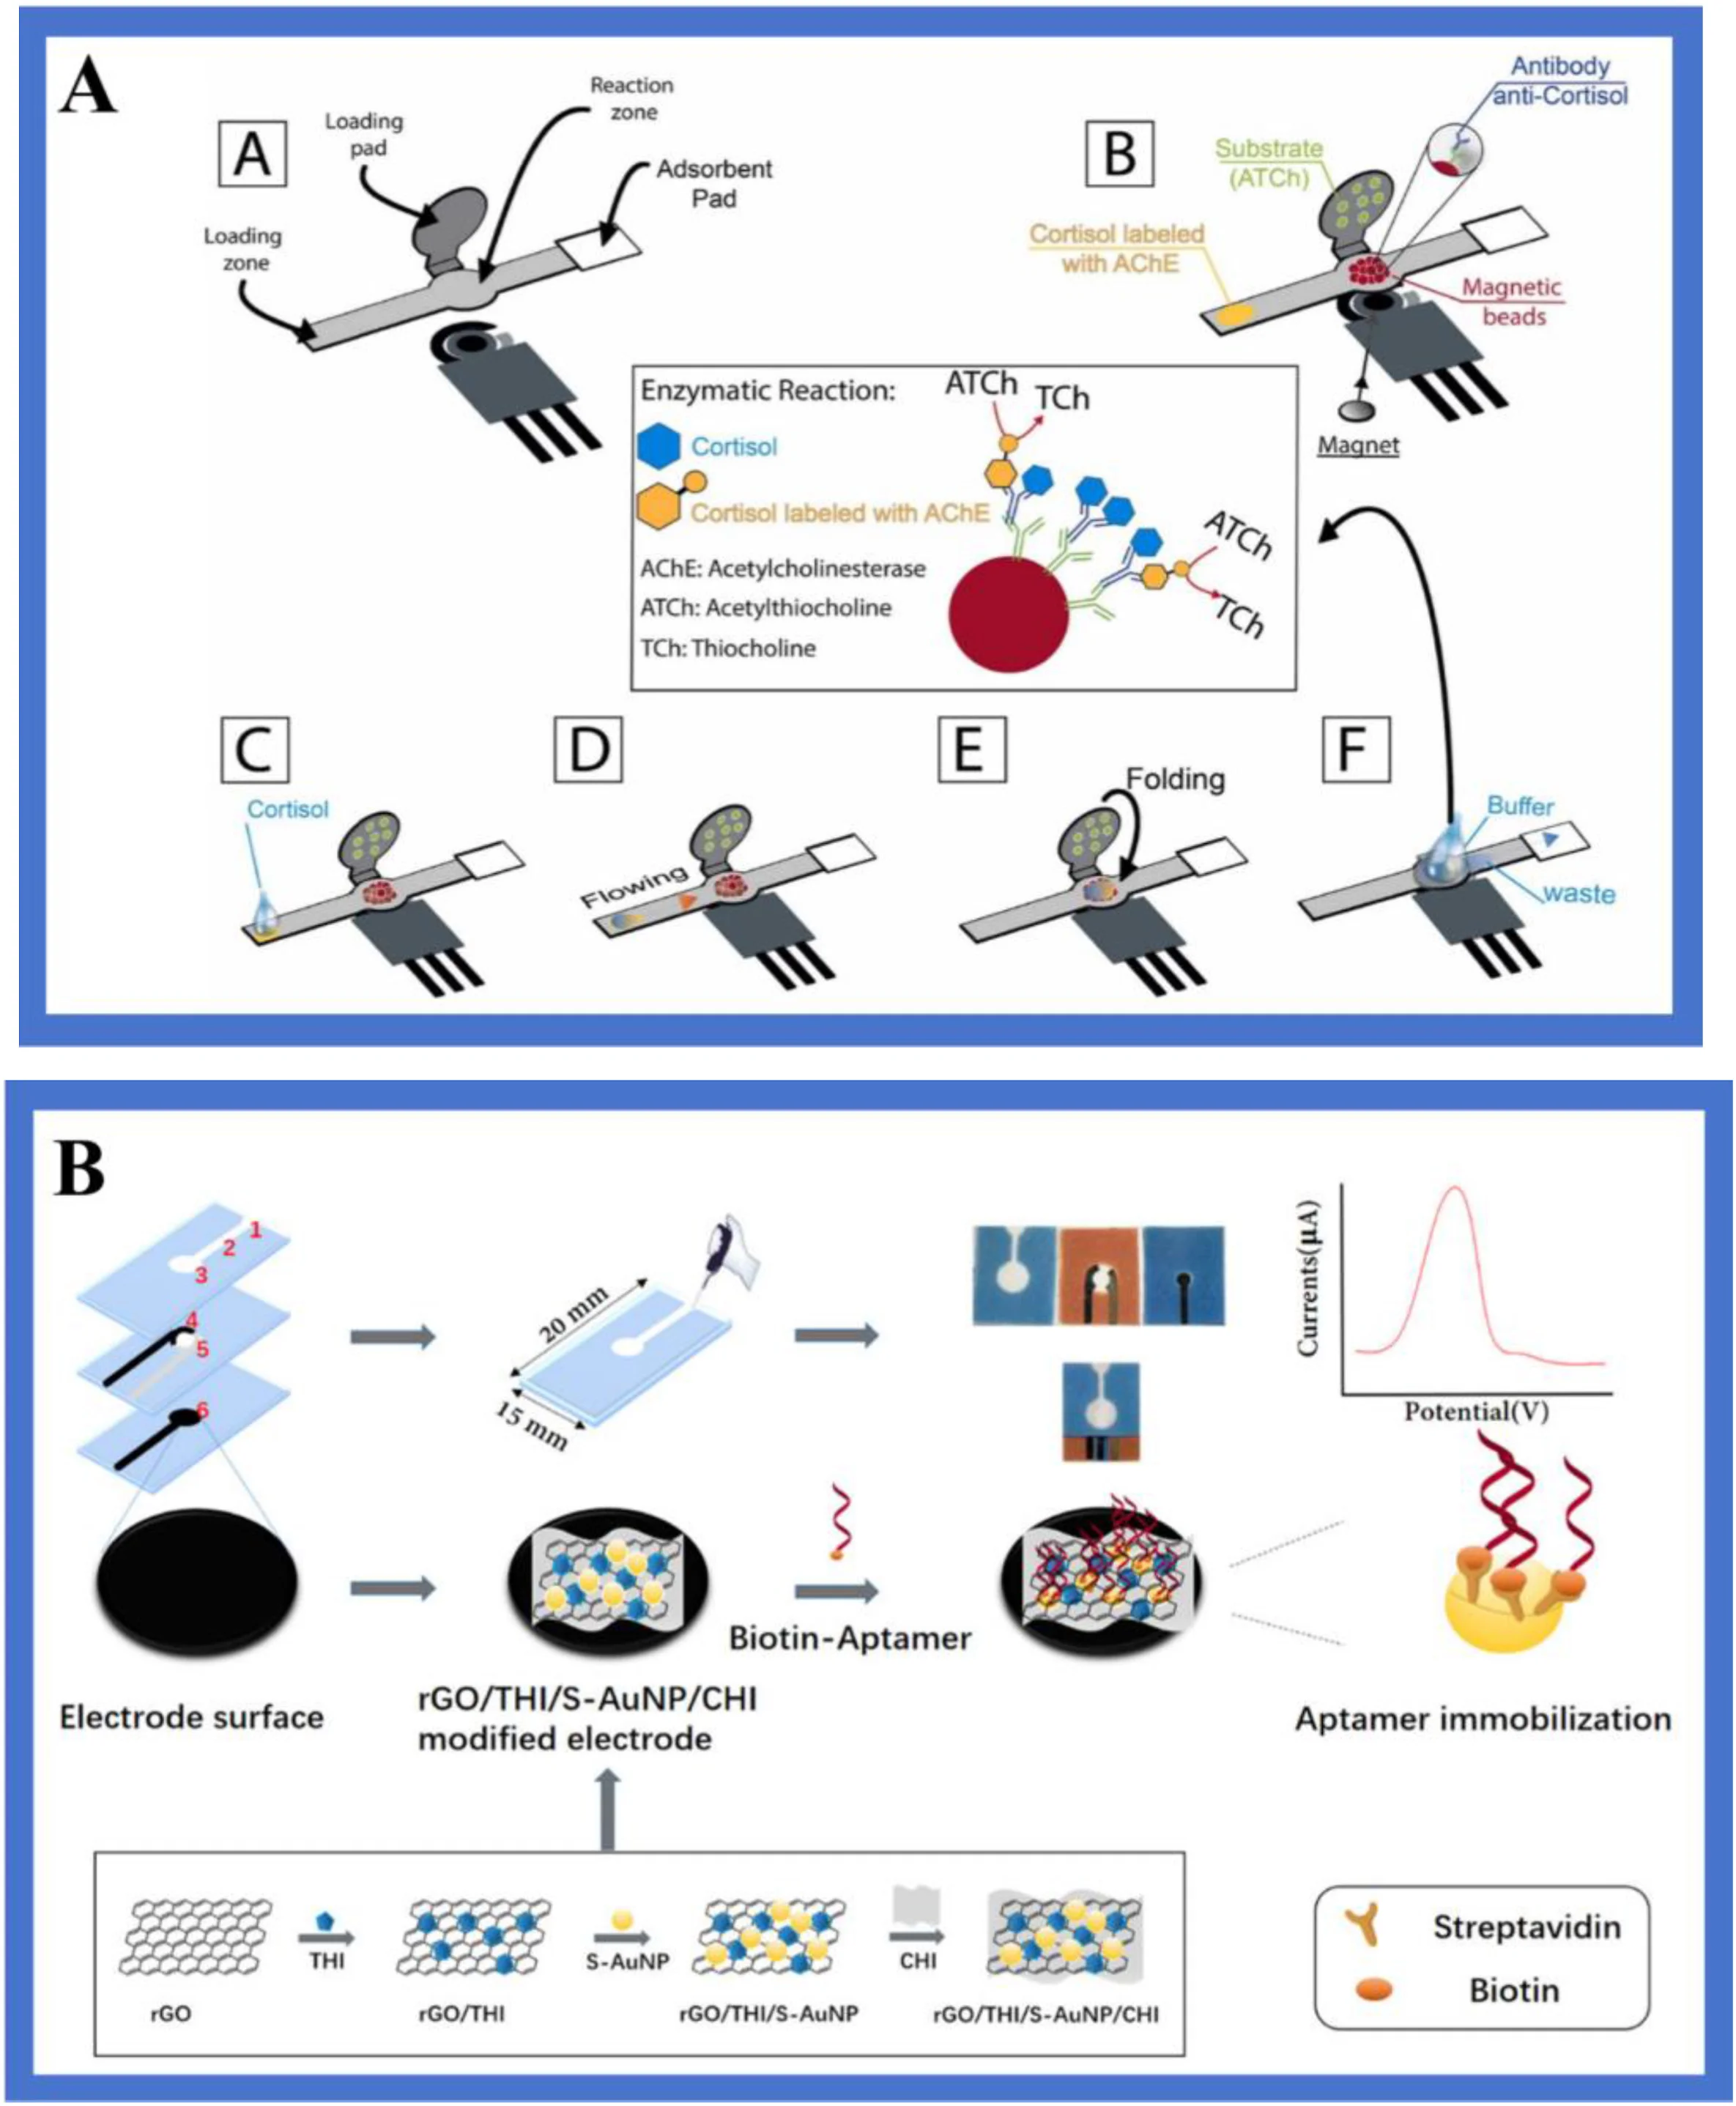 A
A
Loading
pad
Reaction
zone
Adsorbent
Pad
Loading
zone
B
Antibody
anti-Cortisol
Substrate
(ATCh)
Cortisol labeled
with AChE
Magnetic
beads
Magnet
Enzymatic Reaction:
Cortisol
Cortisol labeled with AChE
AChE: Acetylcholinesterase
ATCh: Acetylthiocholine
TCh: Thiocholine
ATCh
TCh
ATCh
TCh
C
Cortisol
D
Flowing
E
Folding
F
Buffer
waste
B
1
2
3
4
5
6
20 mm
15 mm
Currents(μA)
Potential(V)
Electrode surface
rGO/THI/S-AuNP/CHI
modified electrode
Biotin-Aptamer
Aptamer immobilization
THI
S-AuNP
CHI
rGO
rGO/THI
rGO/THI/S-AuNP
rGO/THI/S-AuNP/CHI
Streptavidin
Biotin